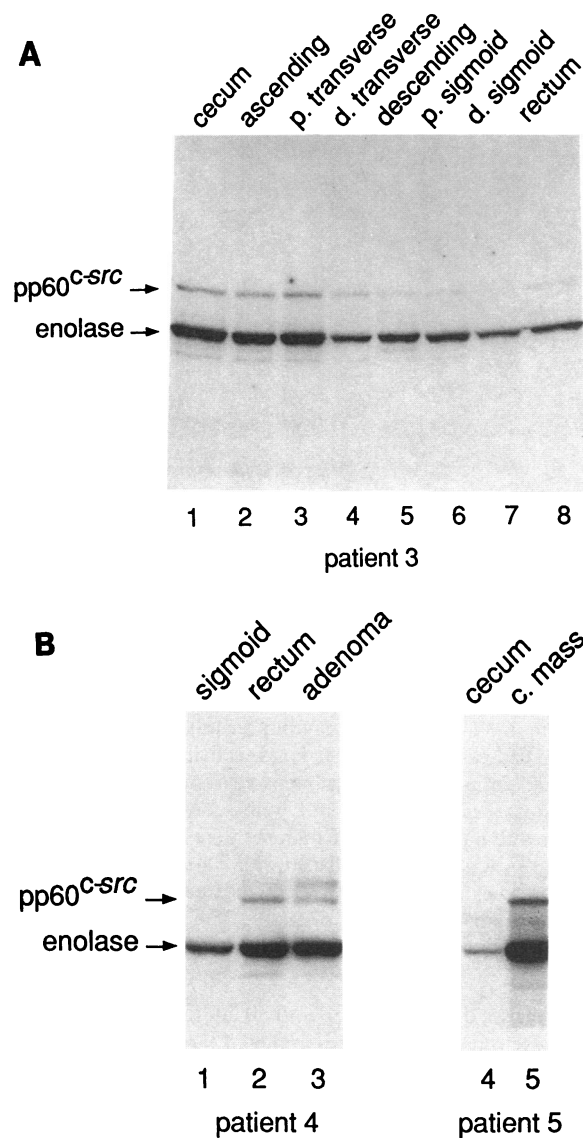 A
cecum
ascending
p. transverse
d. transverse
descending
p. sigmoid
d. sigmoid
rectum
pp60c-src
enolase
1 2 3 4 5 6 7 8
patient 3
B
sigmoid
rectum
adenoma
cecum
c. mass
pp60c-src
enolase
1 2 3 4 5
patient 4 patient 5